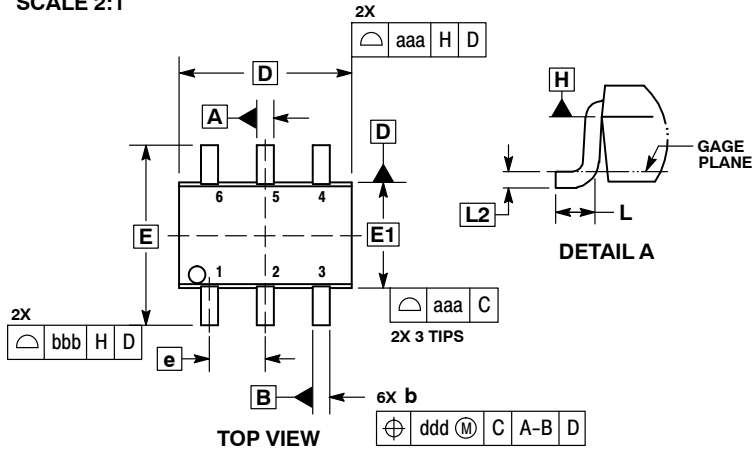 SCALE 2:1
2X
aaa H D
D
A
D
H
GAGE
PLANE
6 5 4
L2
L
E
E1
DETAIL A
1 2 3
aaa C
2X 3 TIPS
2X
bbb H D
e
B
6X b
ddd Ⓜ C A–B D
TOP VIEW